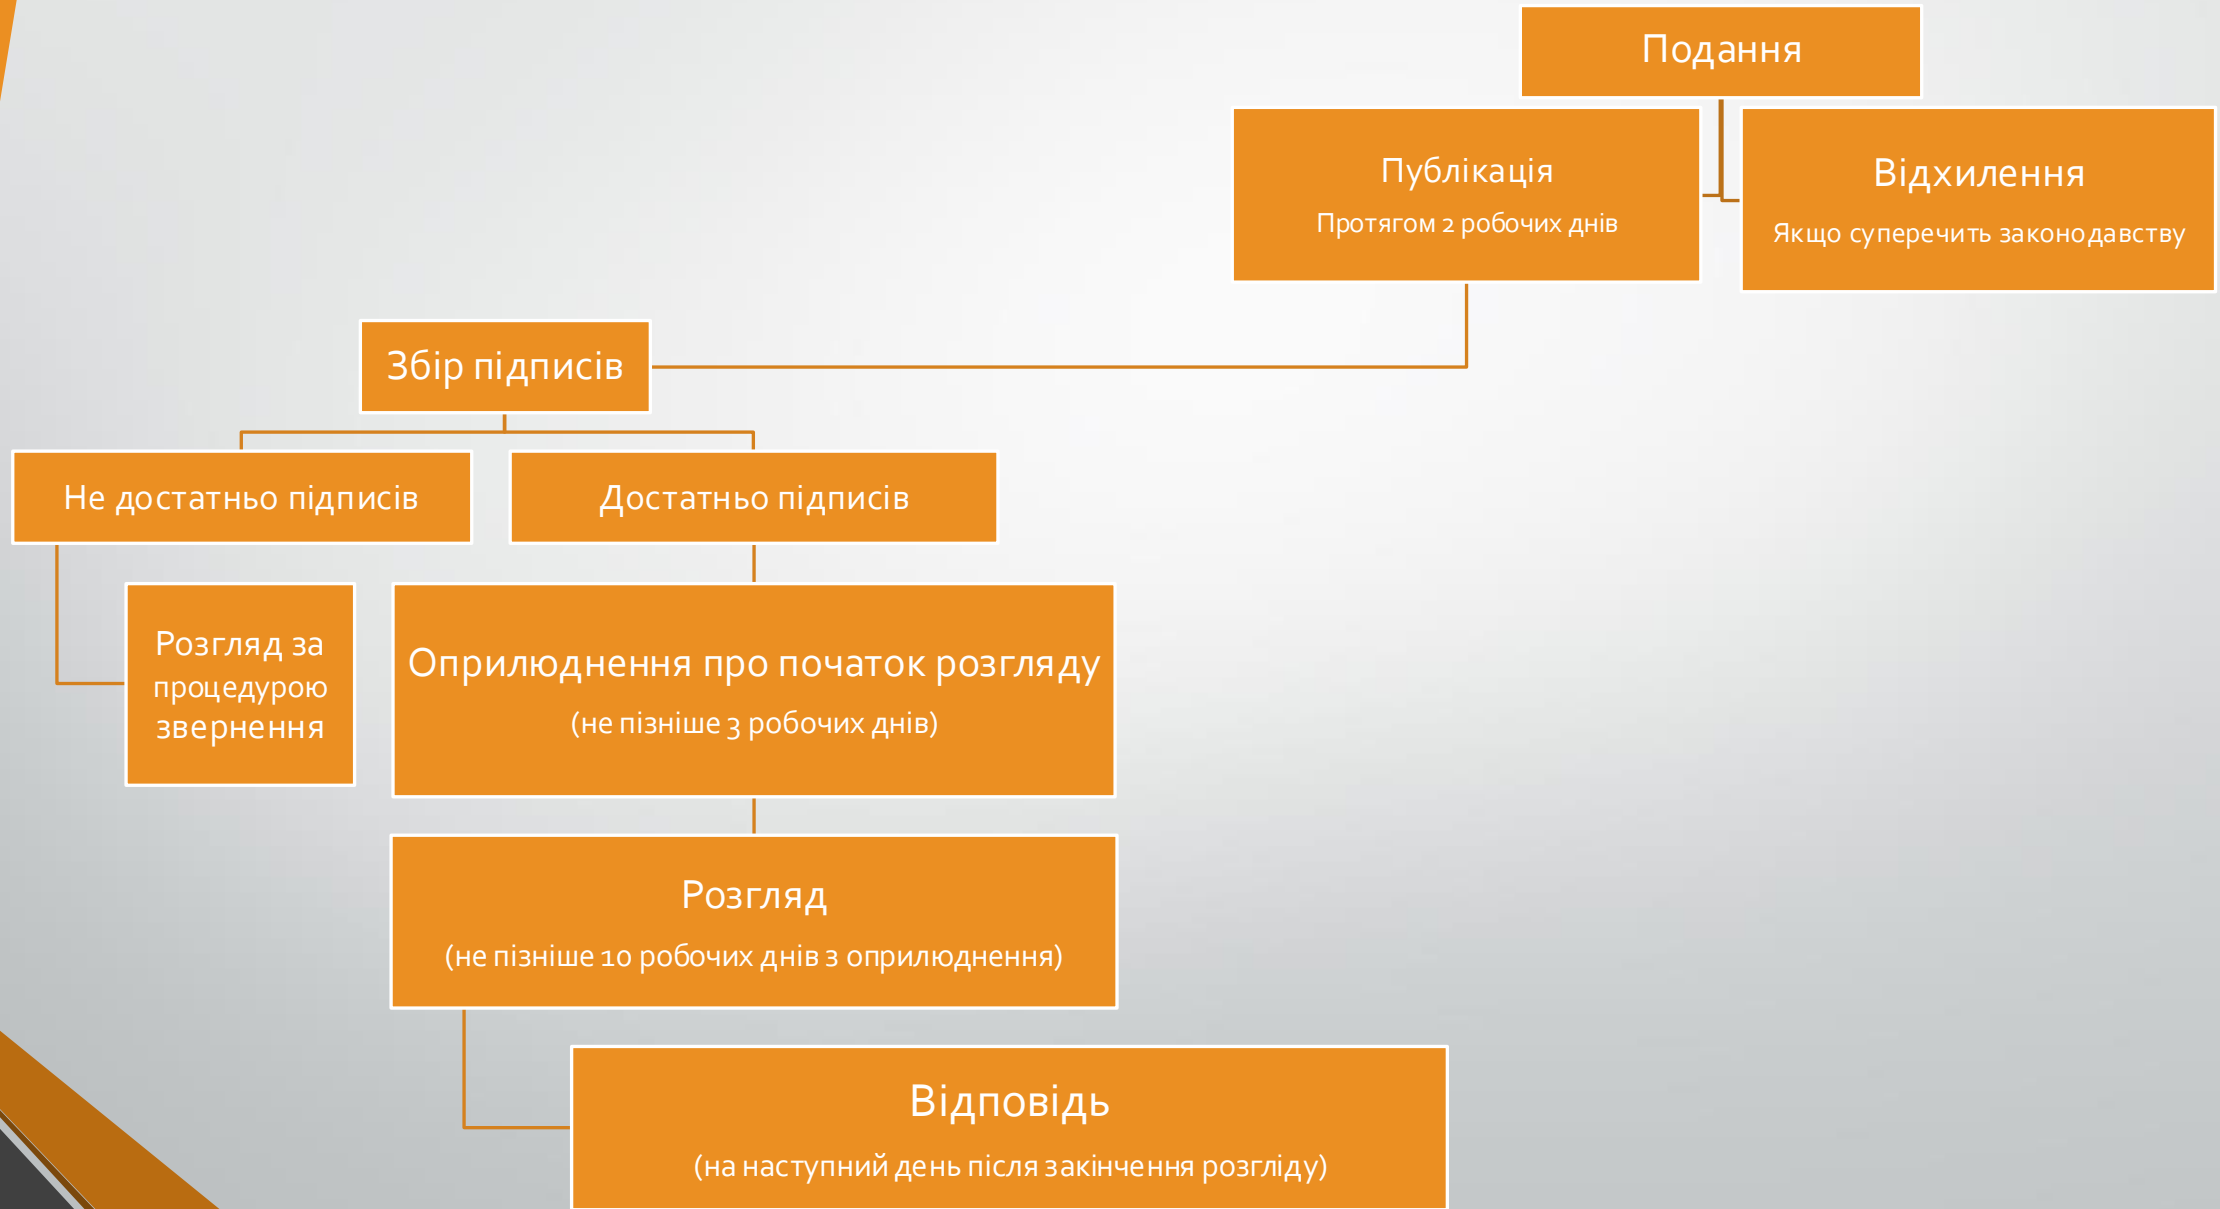 Подання
Публікація
Протягом 2 робочих днів
Відхилення
Якщо суперечить законодавству
Збір підписів
Не достатньо підписів
Достатньо підписів
Розгляд за
процедурою
звернення
Оприлюднення про початок розгляду
(не пізніше 3 робочих днів)
Розгляд
(не пізніше 10 робочих днів з оприлюднення)
Відповідь
(на наступний день після закінчення розгліду)